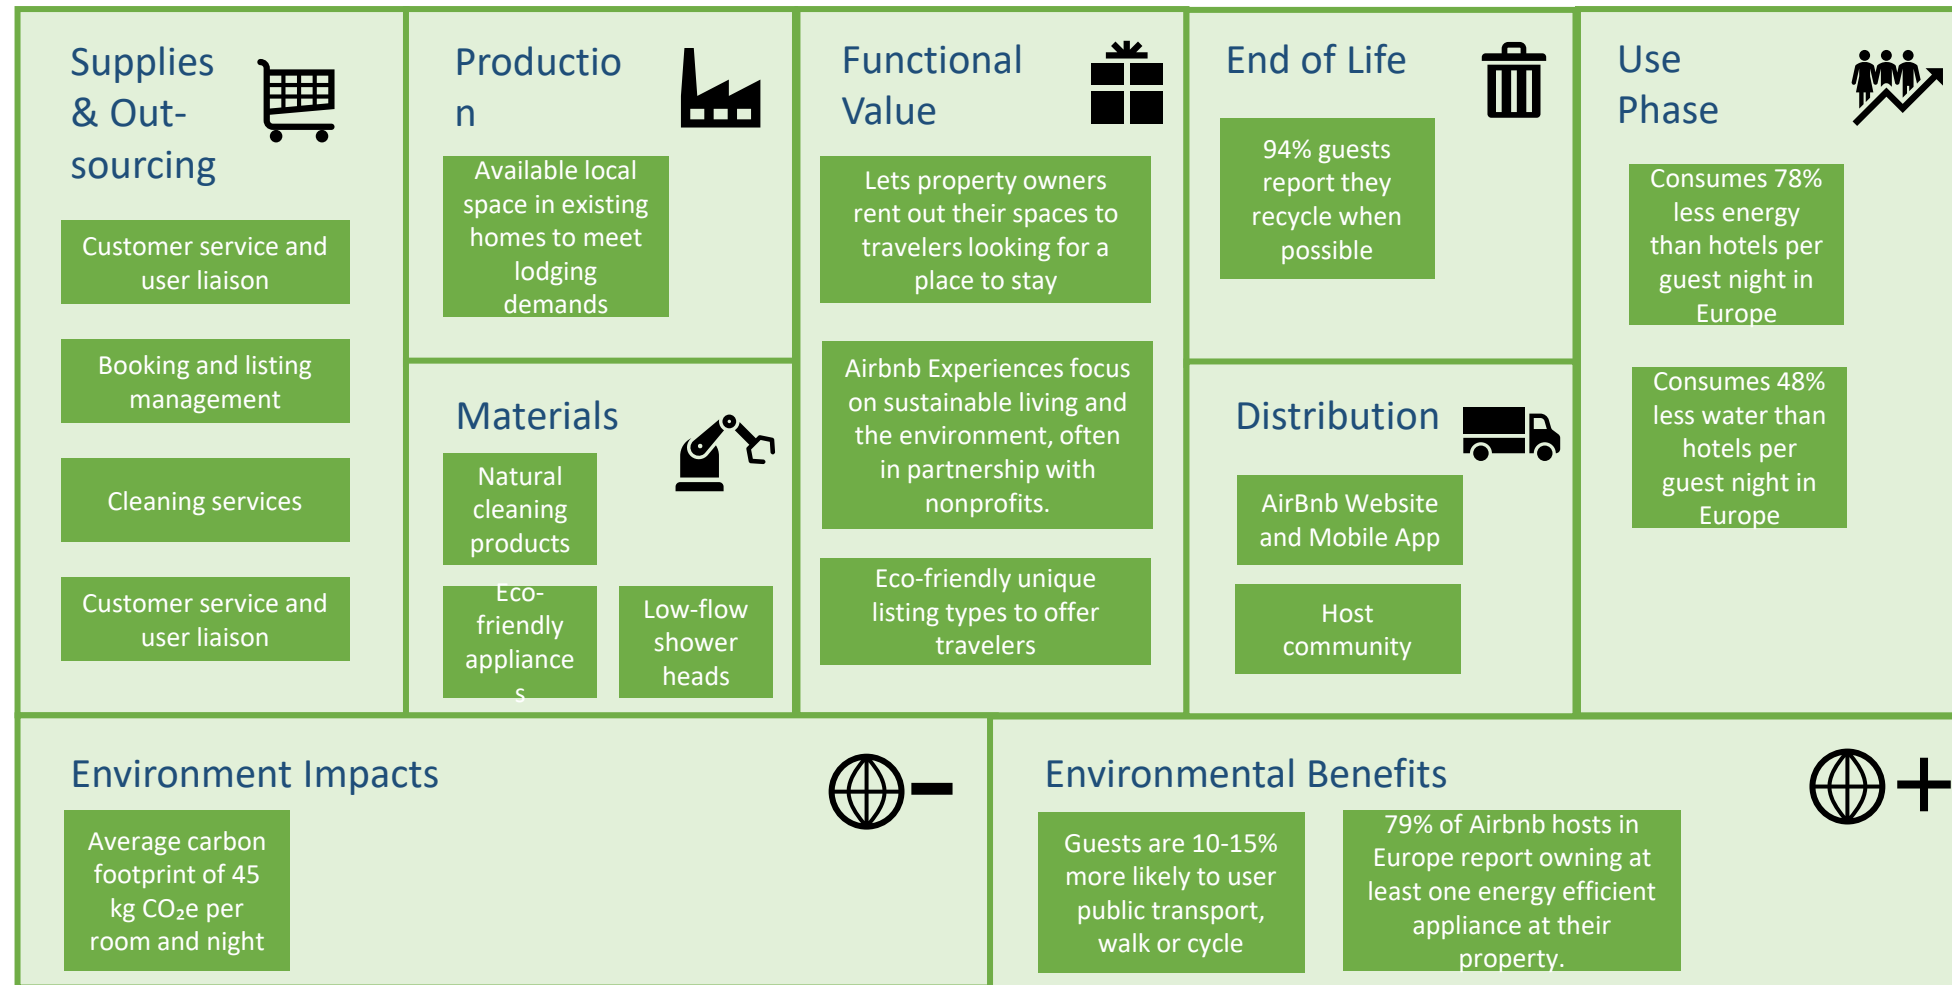 Supplies
& Out-
sourcing
Customer service and
user liaison
Booking and listing
management
Cleaning services
Customer service and
user liaison
Productio
n
Available local
space in existing
homes to meet
lodging
demands
Materials
Natural
cleaning
products
Eco-
friendly
appliance
s
Low-flow
shower
heads
Functional
Value
Lets property owners
rent out their spaces to
travelers looking for a
place to stay
Airbnb Experiences focus
on sustainable living and
the environment, often
in partnership with
nonprofits.
Eco-friendly unique
listing types to offer
travelers
End of Life
94% guests
report they
recycle when
possible
Distribution
AirBnb Website
and Mobile App
Host
community
Use
Phase
Consumes 78%
less energy
than hotels per
guest night in
Europe
Consumes 48%
less water than
hotels per
guest night in
Europe
Environment Impacts
Average carbon
footprint of 45
kg CO₂e per
room and night
Environmental Benefits
Guests are 10-15%
more likely to user
public transport,
walk or cycle
79% of Airbnb hosts in
Europe report owning at
least one energy efficient
appliance at their
property.